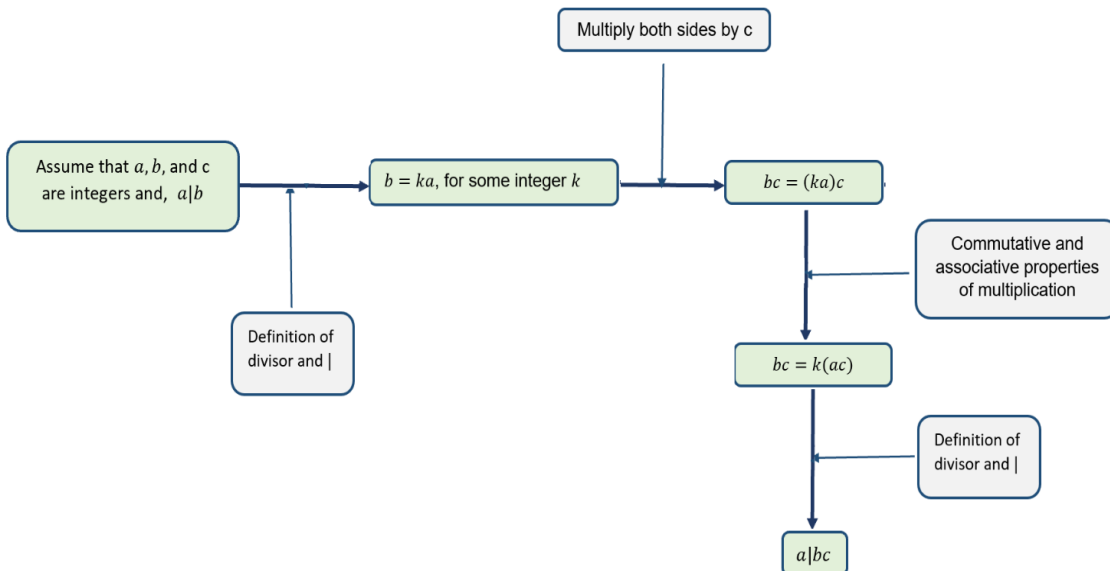 Multiply both sides by c
Assume that a, b, and c
are integers and, a|b
b = ka, for some integer k
bc = (ka)c
Commutative and
associative properties
of multiplication
Definition of
divisor and |
bc = k(ac)
Definition of
divisor and |
a|bc